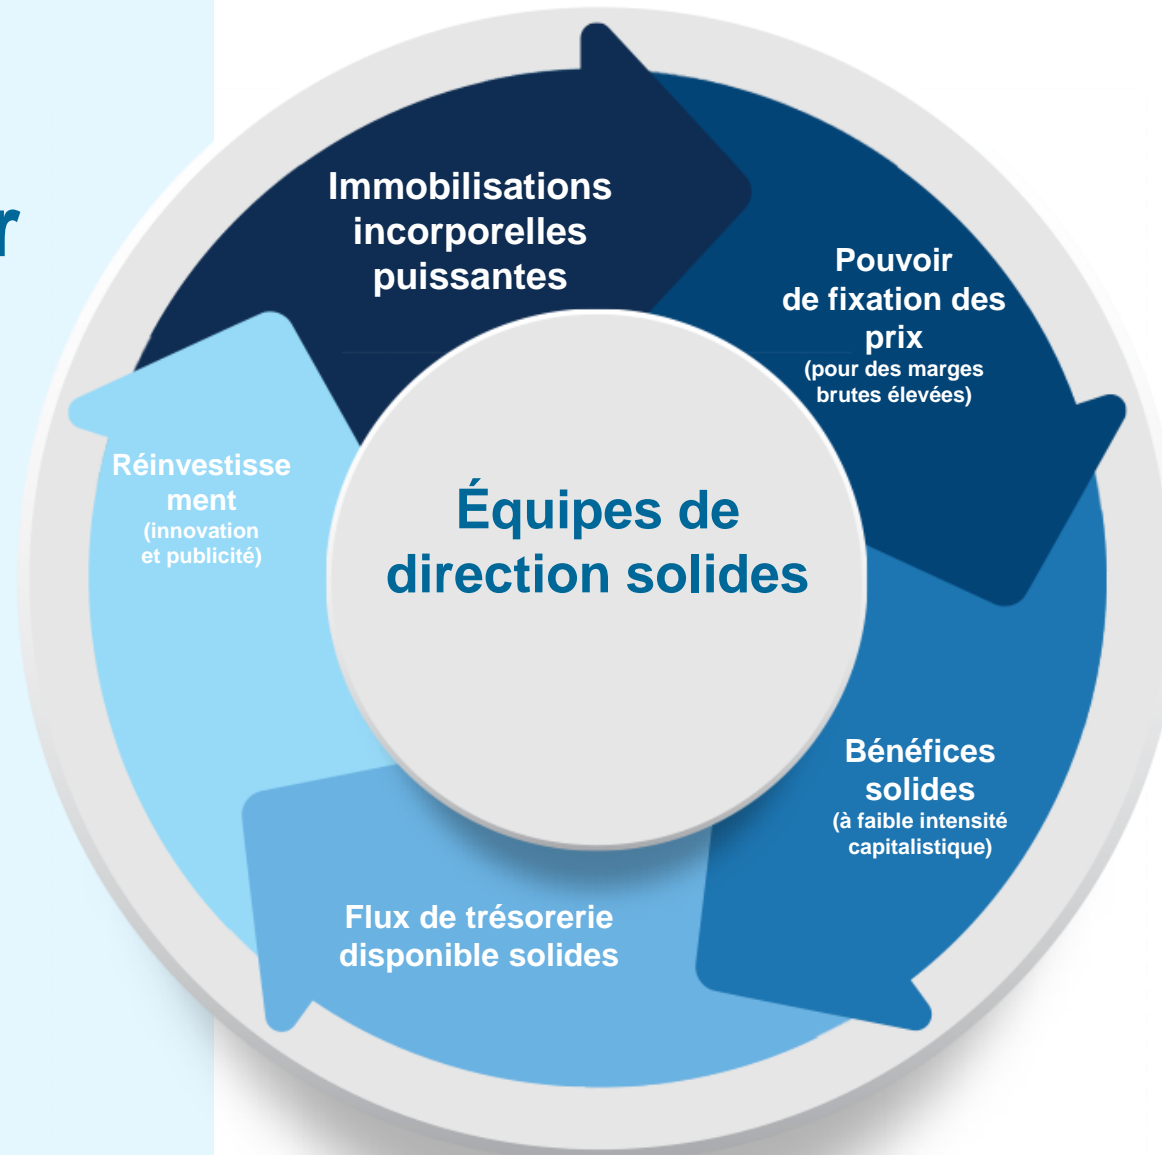 r
Immobilisations
incorporelles
puissantes
Pouvoir
de fixation des
prix
(pour des marges
brutes élevées)
Réinvestisse
ment
(innovation
et publicité)
Équipes de
direction solides
Bénéfices
solides
(à faible intensité
capitalistique)
Flux de trésorerie
disponible solides